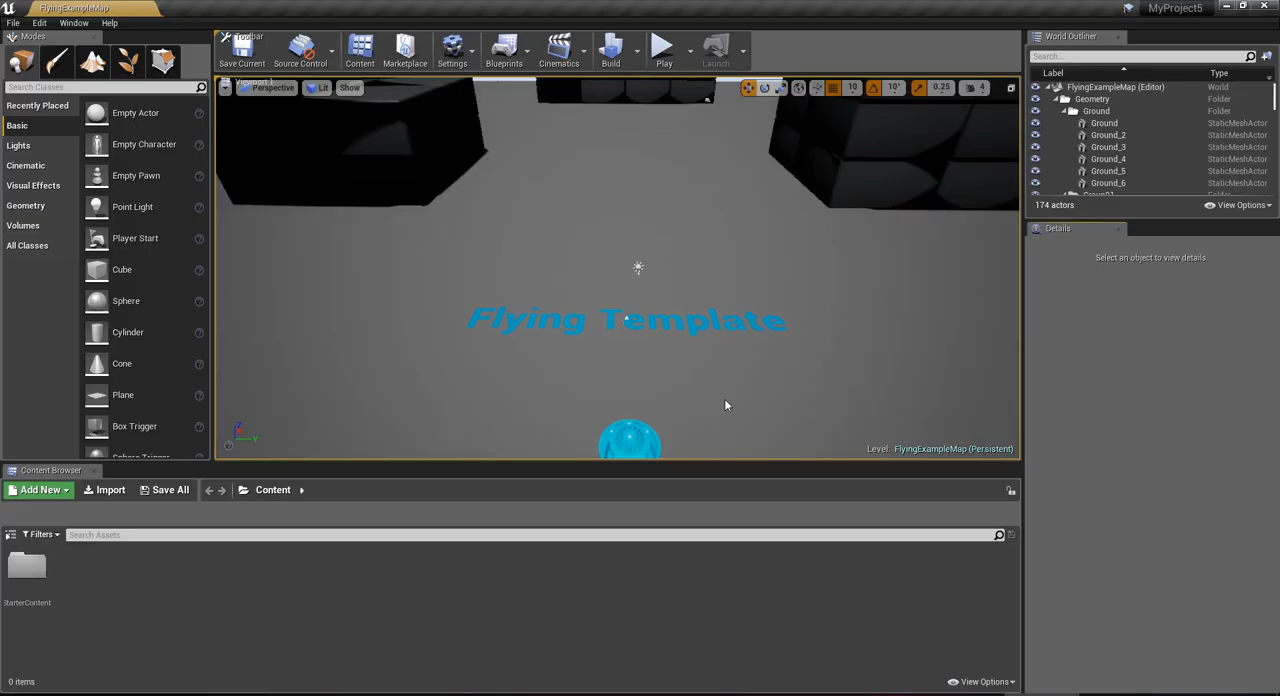 FlyingExampleMap
MyProject5
File Edit Window Help
Modes
Toolbar
World Outliner
Save Current Source Control Content Marketplace Settings Blueprints Cinematics Build Play Launch
Search...
Label Type
Search Classes
Viewport 1
Perspective Lit Show
10 10° 0.25 4
FlyingExampleMap (Editor) World
Geometry Folder
Ground Folder
Ground StaticMeshActor
Ground_2 StaticMeshActor
Ground_3 StaticMeshActor
Ground_4 StaticMeshActor
Ground_5 StaticMeshActor
Ground_6 StaticMeshActor
174 actors
View Options
Recently Placed
Basic
Lights
Cinematic
Visual Effects
Geometry
Volumes
All Classes
Empty Actor
Empty Character
Empty Pawn
Point Light
Player Start
Cube
Sphere
Cylinder
Cone
Plane
Box Trigger
Sphere Trigger
Details
Select an object to view details.
Flying Template
Z
Y
Level: FlyingExampleMap (Persistent)
Content Browser
Add New Import Save All Content
Filters Search Assets
StarterContent
0 items
View Options